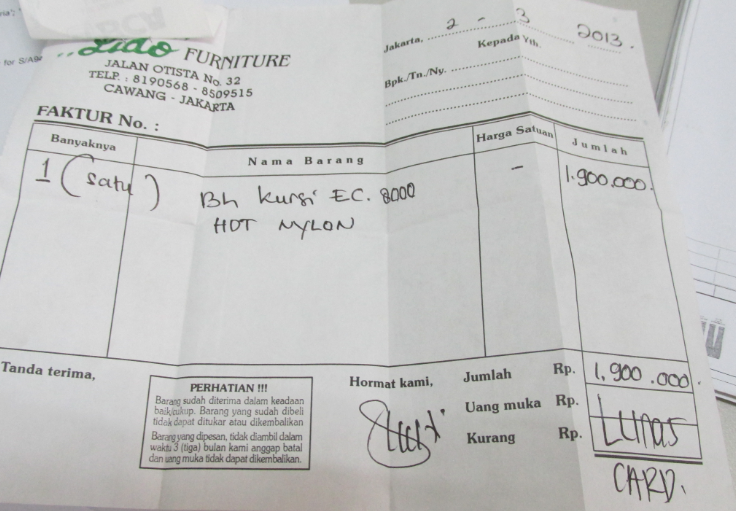 Lido FURNITURE
JALAN OTISTA No. 32
TELP. : 8190568 - 8509515
CAWANG - JAKARTA
Jakarta, 2 - 3 2013.
Kepada Yth.
Bpk./Tn./Ny.
FAKTUR No. :
Banyaknya Nama Barang Harga Satuan Jumlah
1 (satu) Bh kursi EC. 8000 - 1.900.000.
HOT NYLON
Tanda terima,
PERHATIAN !!!
Barang sudah diterima dalam keadaan
baik/cukup. Barang yang sudah dibeli
tidak dapat ditukar atau dikembalikan
Barang yang dipesan, tidak diambil dalam
waktu 3 (tiga) bulan kami anggap batal
dan uang muka tidak dapat dikembalikan.
Hormat kami,
Jumlah Rp. 1.900.000.
Uang muka Rp.
Kurang Rp.
Lunas
CARD.